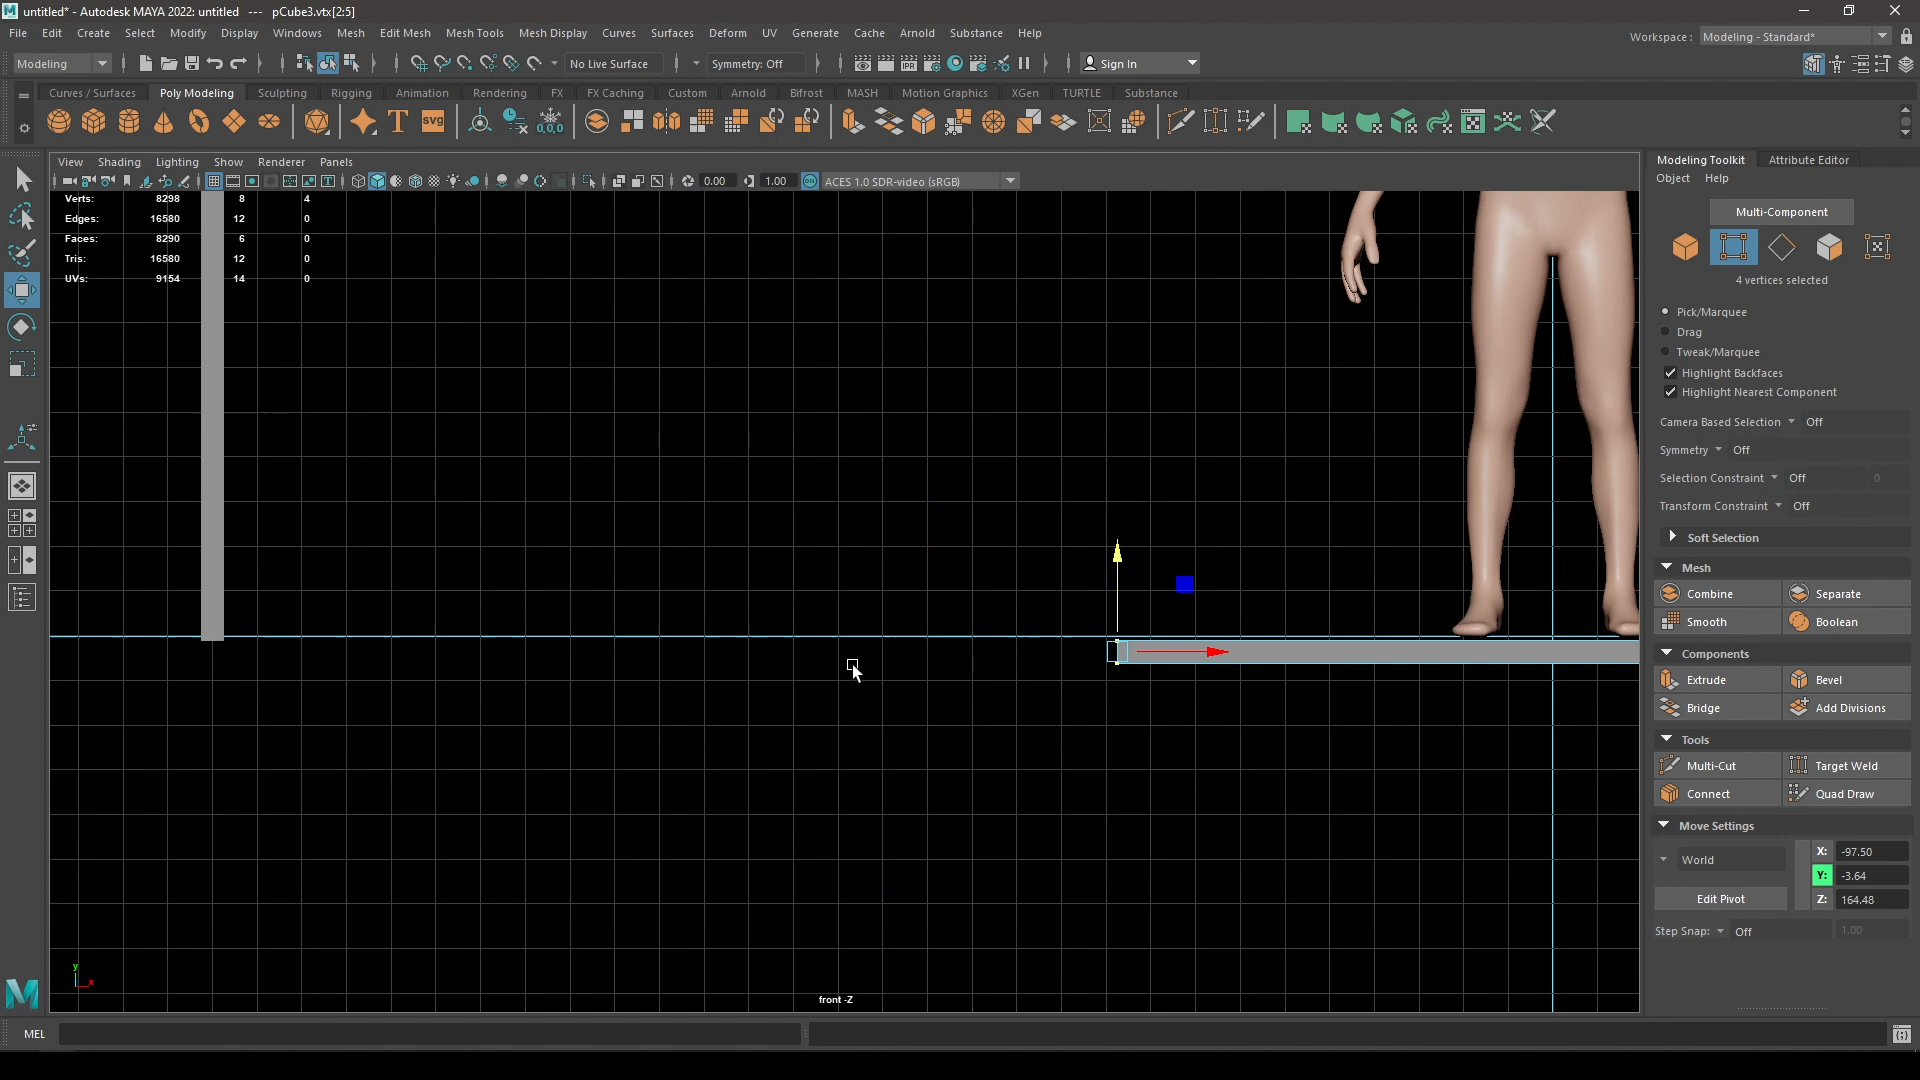 untitled* - Autodesk MAYA 2022: untitled   ---   pCube3.vtx[2:5]
File Edit Create Select Modify Display Windows Mesh Edit Mesh Mesh Tools Mesh Display Curves Surfaces Deform UV Generate Cache Arnold Substance Help
Workspace : Modeling - Standard*
Modeling No Live Surface Symmetry: Off Sign In
Curves / Surfaces Poly Modeling Sculpting Rigging Animation Rendering FX FX Caching Custom Arnold Bifrost MASH Motion Graphics XGen TURTLE Substance
View Shading Lighting Show Renderer Panels
0.00 1.00 ACES 1.0 SDR-video (sRGB)
Verts: 8298 8 4
Edges: 16580 12 0
Faces: 8290 6 0
Tris: 16580 12 0
UVs: 9154 14 0
y
x
front -Z
Modeling Toolkit Attribute Editor
Object Help
Multi-Component
4 vertices selected
Pick/Marquee
Drag
Tweak/Marquee
Highlight Backfaces
Highlight Nearest Component
Camera Based Selection Off
Symmetry Off
Selection Constraint Off 0
Transform Constraint Off
Soft Selection
Mesh
Combine Separate
Smooth Boolean
Components
Extrude Bevel
Bridge Add Divisions
Tools
Multi-Cut Target Weld
Connect Quad Draw
Move Settings
World X: -97.50
Y: -3.64
Edit Pivot Z: 164.48
Step Snap: Off 1.00
MEL